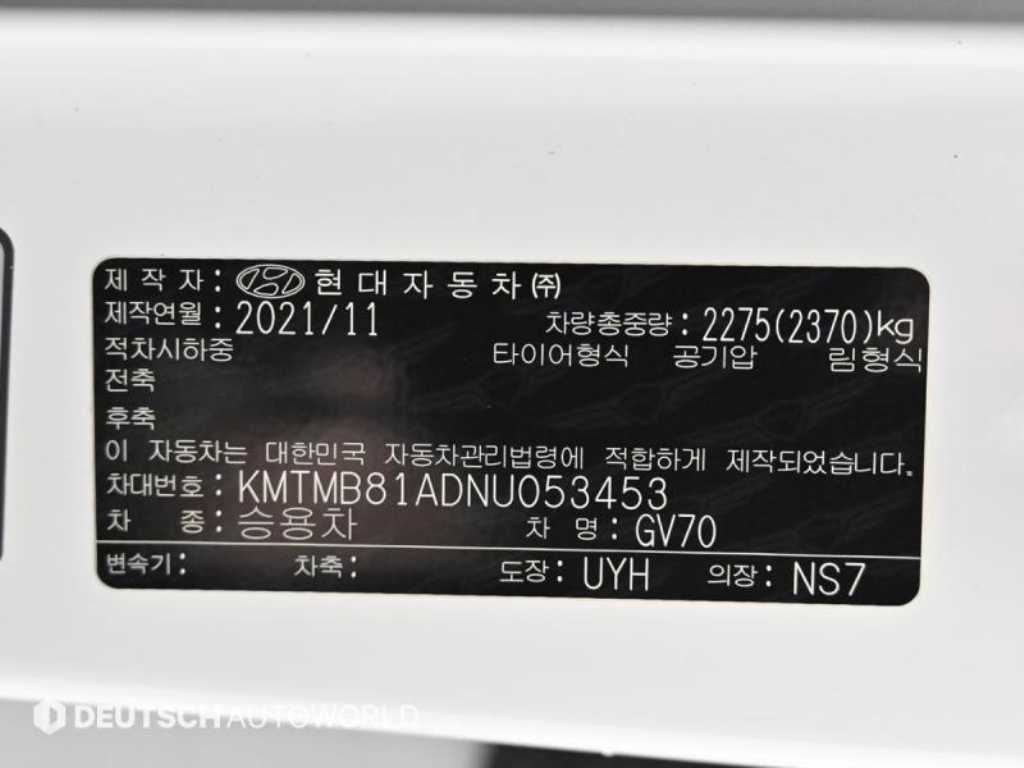 제작자: 현대자동차㈜
제작연월: 2021/11 차량총중량: 2275(2370)kg
적차시하중 타이어형식 공기압 림형식
전축
후축
이 자동차는 대한민국 자동차관리법령에 적합하게 제작되었습니다.
차대번호: KMTMB81ADNU053453
차 종: 승용차 차 명: GV70
변속기: 차축: 도장: UYH 의장: NS7
DEUTSCH AUTOWORLD